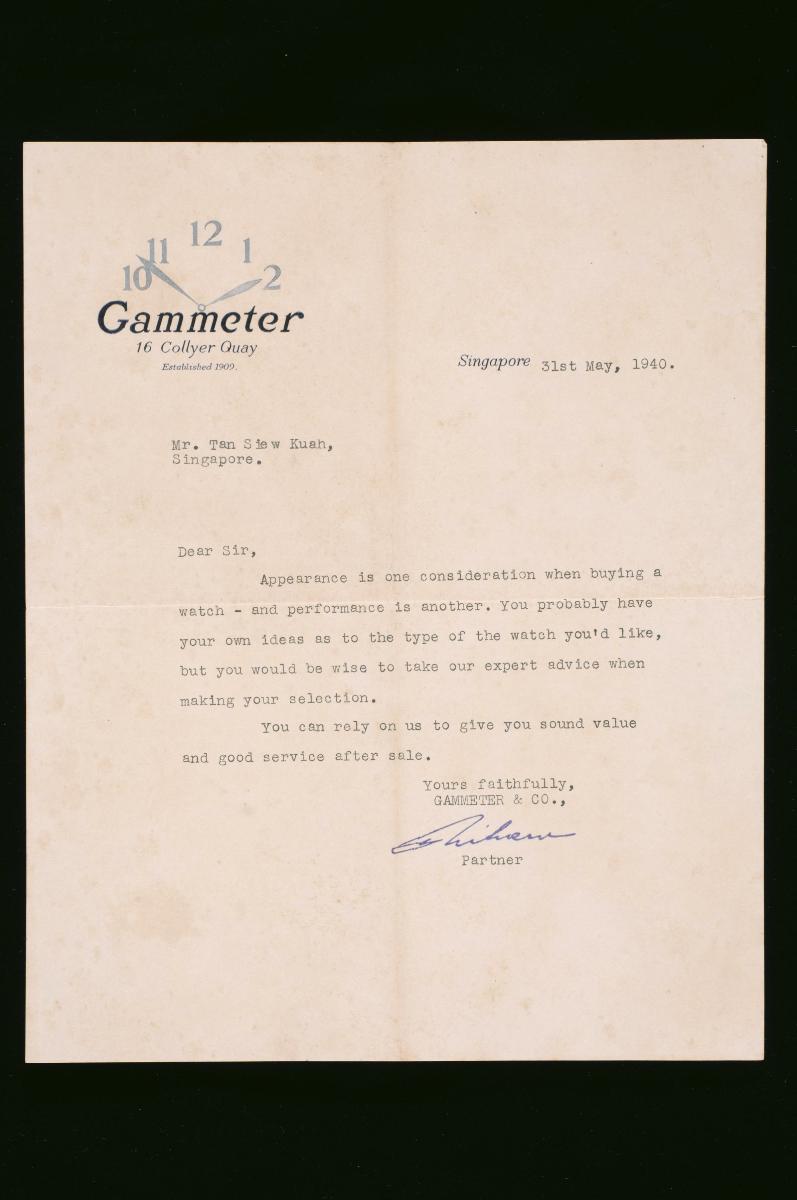 12
11 1
10 2
Gammeter
16 Collyer Quay
Established 1909.
Singapore 31st May, 1940.
Mr. Tan Siew Kuah,
Singapore.
Dear Sir,
Appearance is one consideration when buying a
watch - and performance is another. You probably have
your own ideas as to the type of the watch you'd like,
but you would be wise to take our expert advice when
making your selection.
You can rely on us to give you sound value
and good service after sale.
Yours faithfully,
GAMMETER & CO.,
Partner